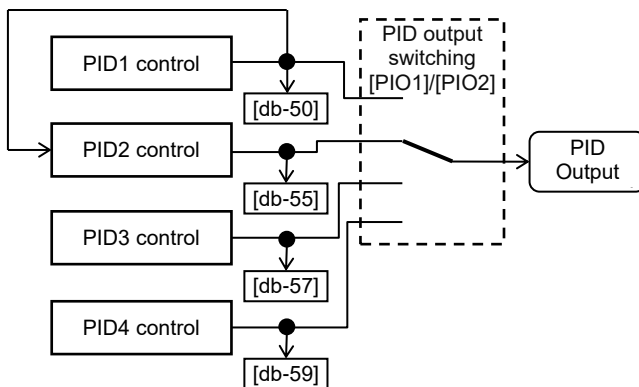 PID1 control
[db-50]
PID output
switching
[PIO1]/[PIO2]
PID2 control
[db-55]
PID
Output
PID3 control
[db-57]
PID4 control
[db-59]